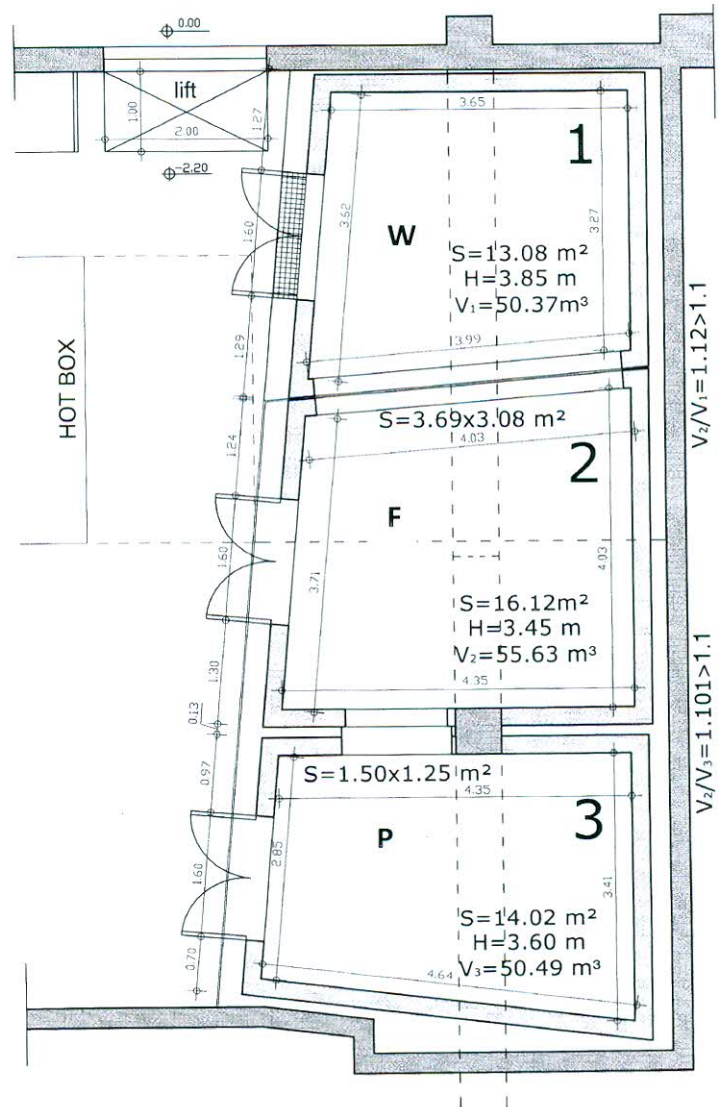 0.00
lift
1.00
2.00
1.27
-2.20
3.65
1
1.60
3.62
W
3.27
S=13.08 m²
H=3.85 m
V₁=50.37m³
3.99
1.29
HOT BOX
V₂/V₁=1.12>1.1
S=3.69x3.08 m²
4.03
1.24
2
F
1.60
3.71
4.03
S=16.12m²
H=3.45 m
V₂=55.63 m³
4.35
1.30
0.13
V₂/V₃=1.101>1.1
S=1.50x1.25 m²
4.35
0.97
3
P
2.85
1.60
3.41
S=14.02 m²
H=3.60 m
V₃=50.49 m³
4.64
0.70